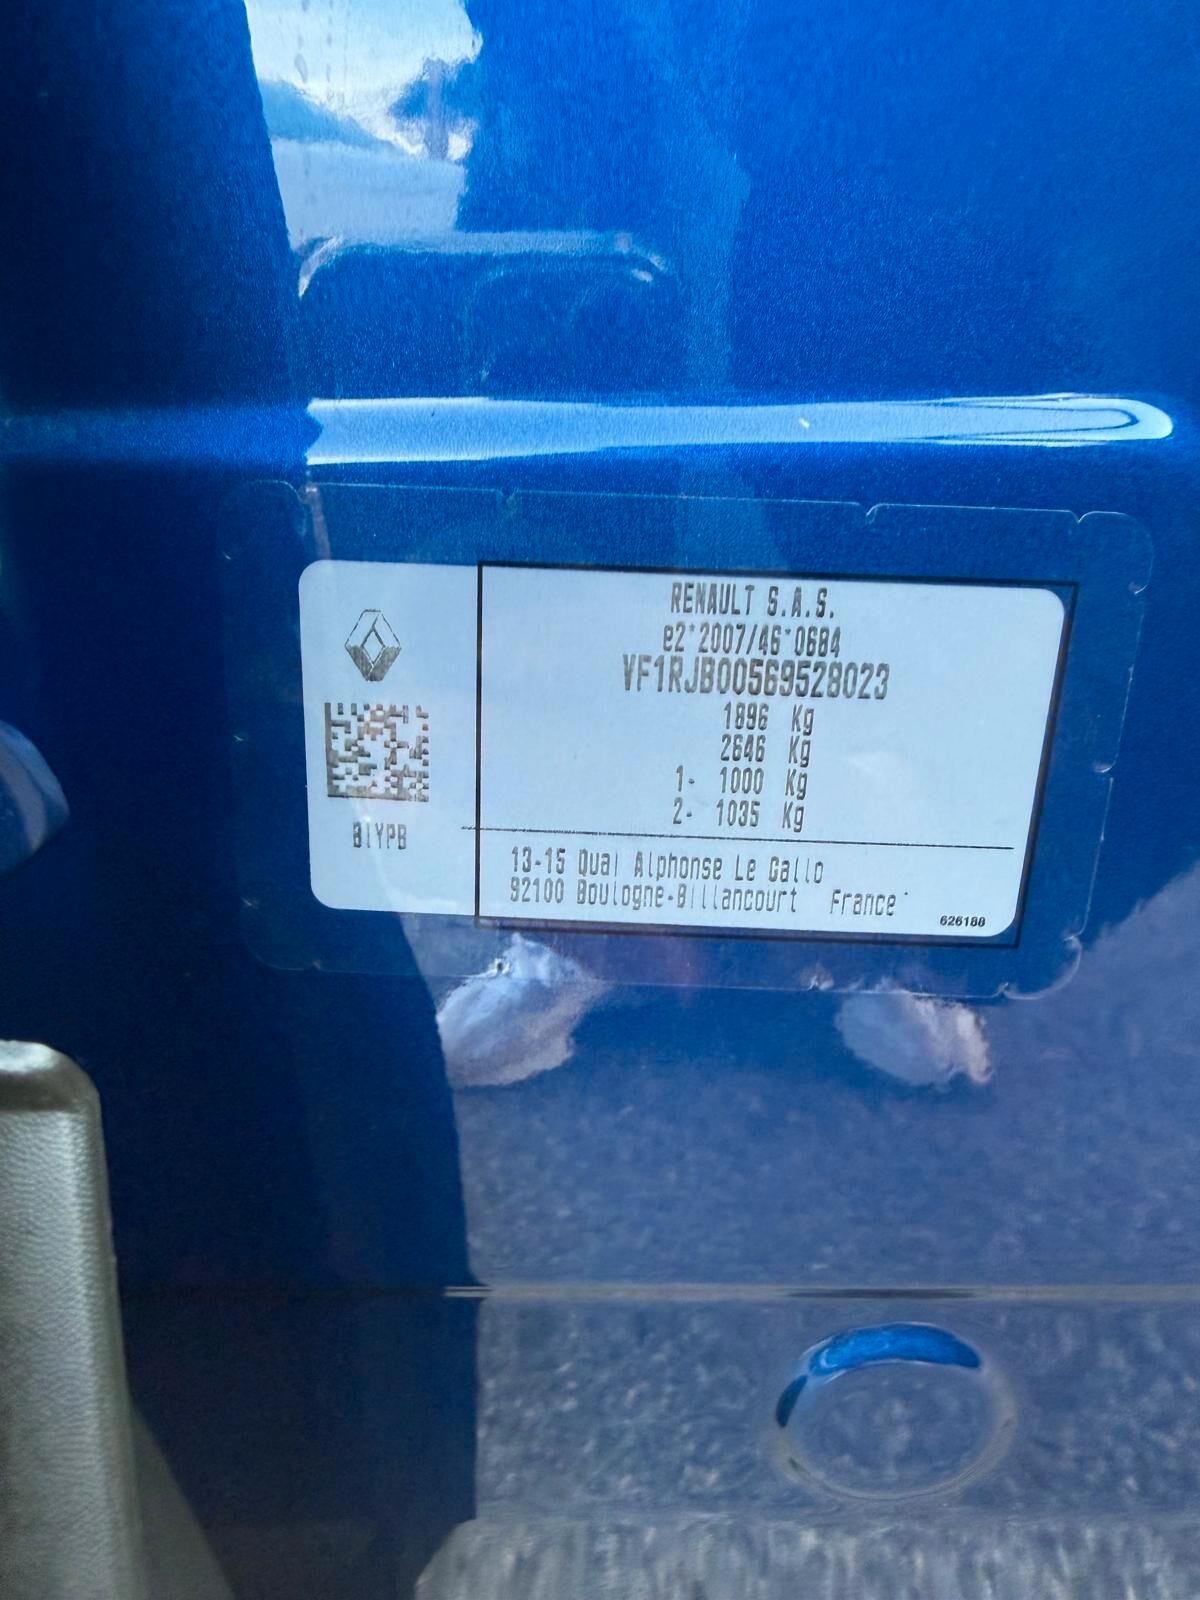 RENAULT S.A.S.
e2*2007/46*0684
VF1RJB00569528023
1896 Kg
2646 Kg
1- 1000 Kg
2- 1035 Kg
BIYPB
13-15 Quai Alphonse Le Gallo
92100 Boulogne-Billancourt France
626188